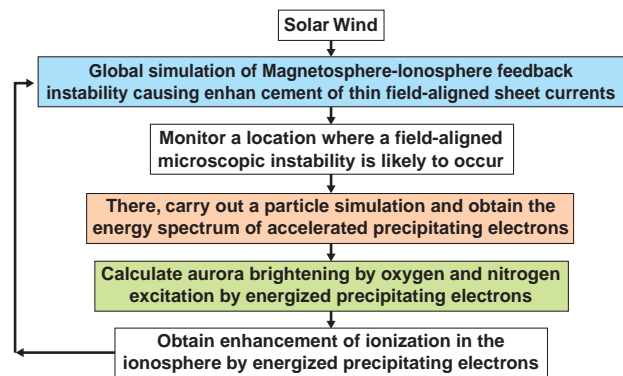 Solar Wind
Global simulation of Magnetosphere-Ionosphere feedback
instability causing enhan cement of thin field-aligned sheet currents
Monitor a location where a field-aligned
microscopic instability is likely to occur
There, carry out a particle simulation and obtain the
energy spectrum of accelerated precipitating electrons
Calculate aurora brightening by oxygen and nitrogen
excitation by energized precipitating electrons
Obtain enhancement of ionization in the
ionosphere by energized precipitating electrons